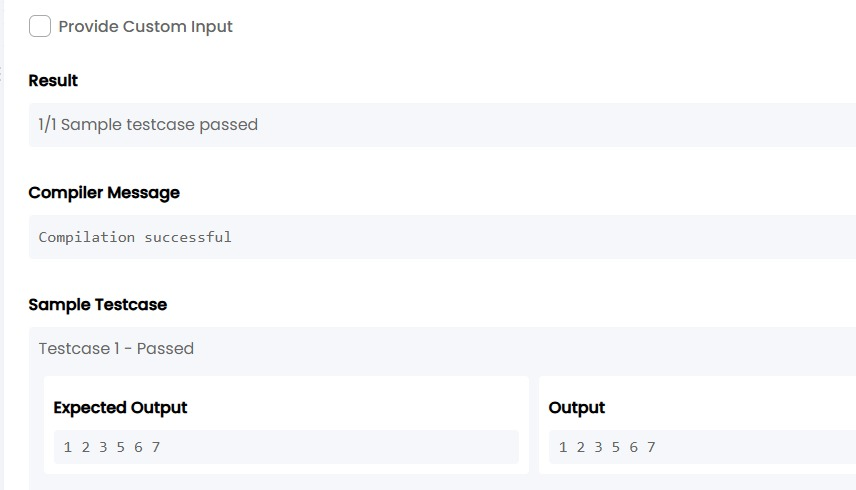 Provide Custom Input
Result
1/1 Sample testcase passed
Compiler Message
Compilation successful
Sample Testcase
Testcase 1 - Passed
Expected Output
1 2 3 5 6 7
Output
1 2 3 5 6 7